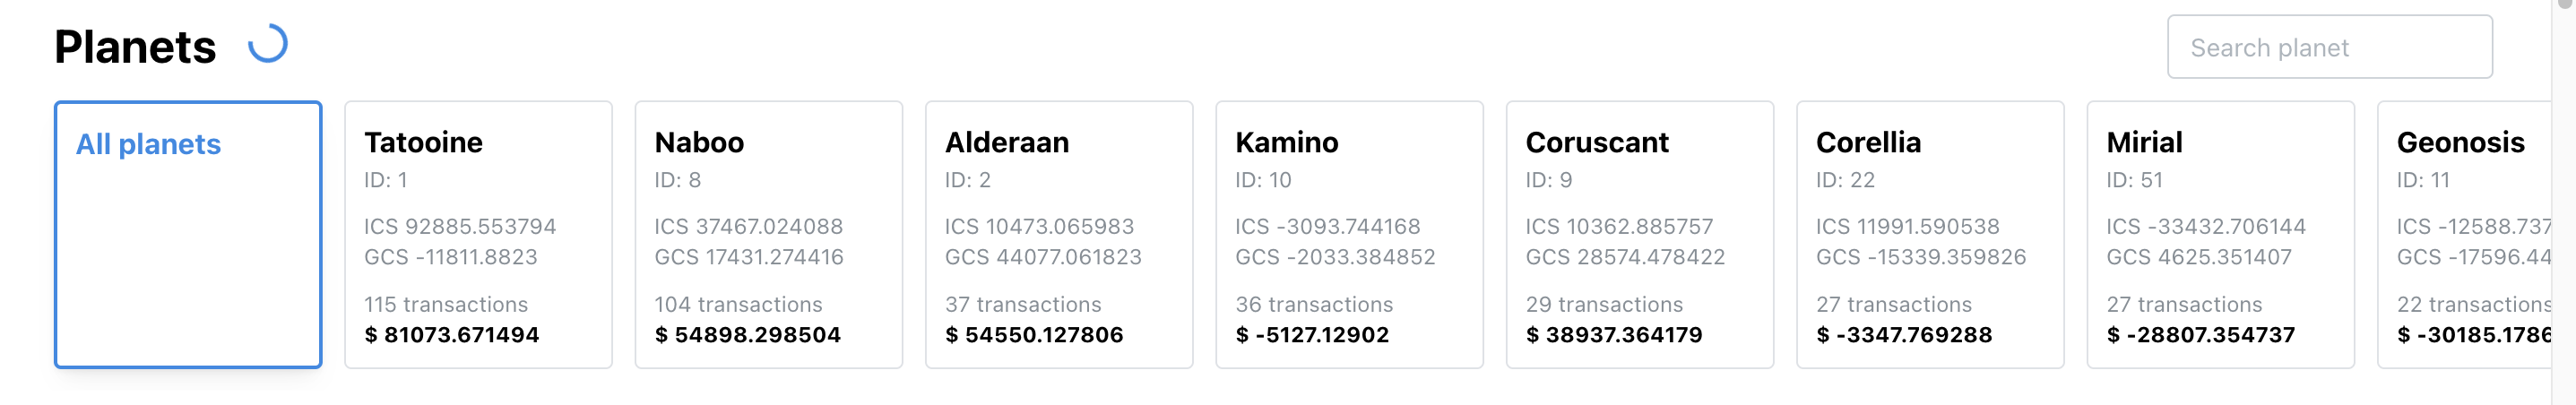 Planets
Search planet
All planets
Tatooine
ID: 1
ICS 92885.553794
GCS -11811.8823
115 transactions
$ 81073.671494
Naboo
ID: 8
ICS 37467.024088
GCS 17431.274416
104 transactions
$ 54898.298504
Alderaan
ID: 2
ICS 10473.065983
GCS 44077.061823
37 transactions
$ 54550.127806
Kamino
ID: 10
ICS -3093.744168
GCS -2033.384852
36 transactions
$ -5127.12902
Coruscant
ID: 9
ICS 10362.885757
GCS 28574.478422
29 transactions
$ 38937.364179
Corellia
ID: 22
ICS 11991.590538
GCS -15339.359826
27 transactions
$ -3347.769288
Mirial
ID: 51
ICS -33432.706144
GCS 4625.351407
27 transactions
$ -28807.354737
Geonosis
ID: 11
ICS -12588.737
GCS -17596.44
22 transactions
$ -30185.1786